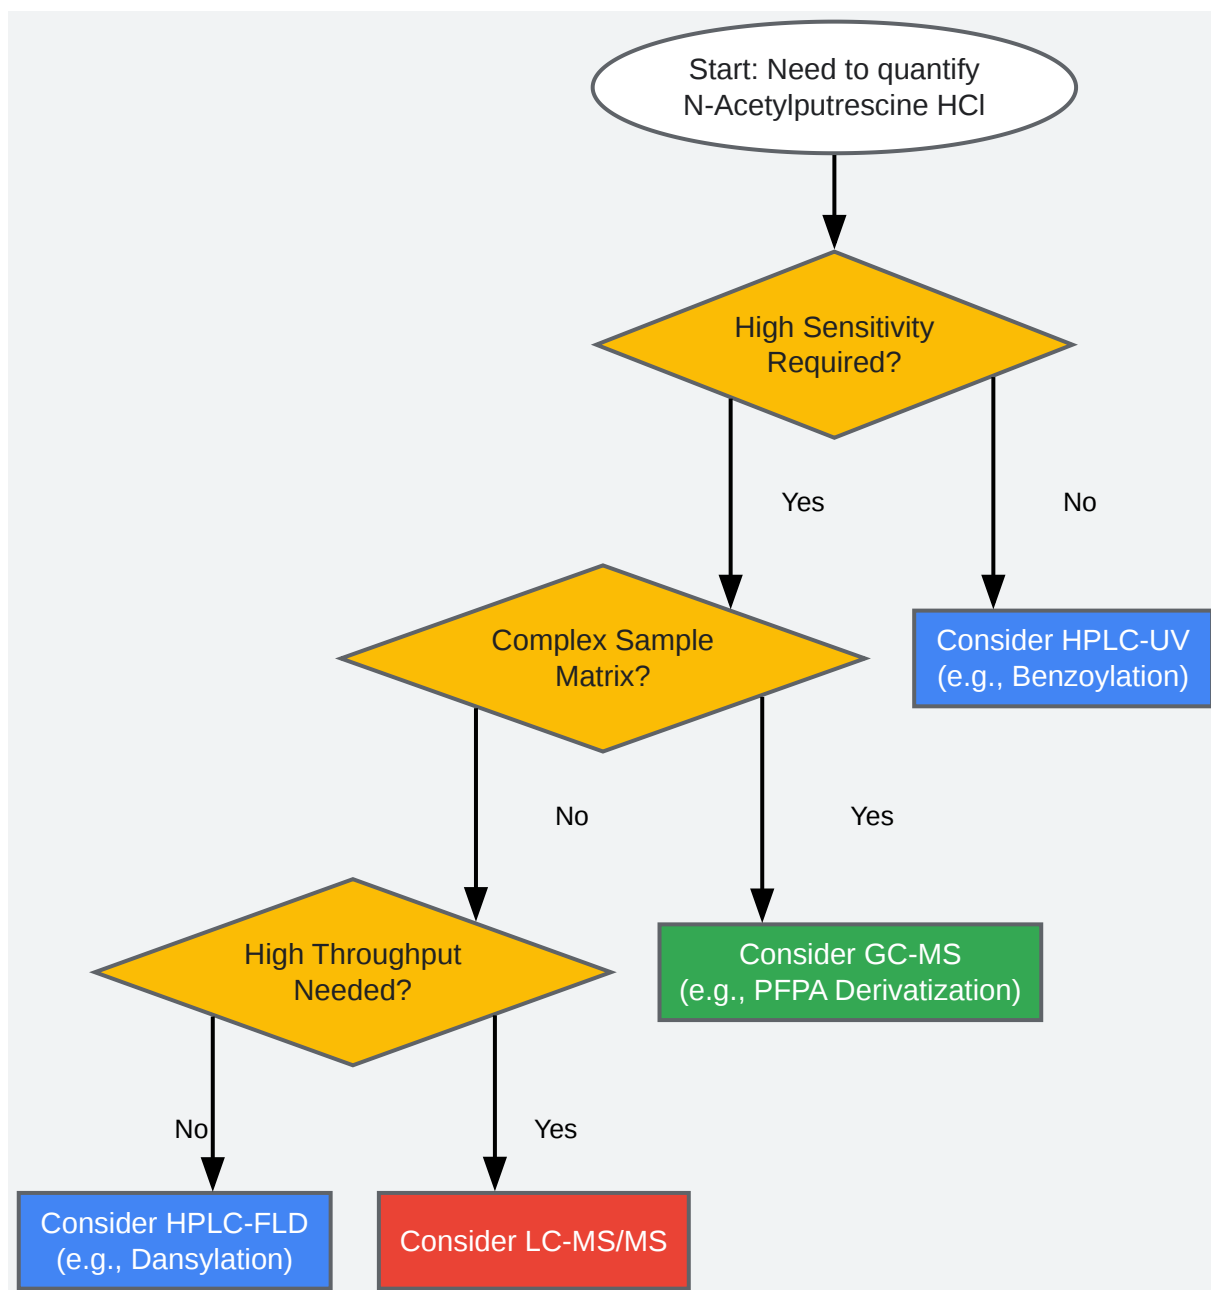 Start: Need to quantify
N-Acetylputrescine HCl
High Sensitivity
Required?
Yes
No
Complex Sample
Matrix?
Consider HPLC-UV
(e.g., Benzoylation)
No
Yes
High Throughput
Needed?
Consider GC-MS
(e.g., PFPA Derivatization)
No
Yes
Consider HPLC-FLD
(e.g., Dansylation)
Consider LC-MS/MS